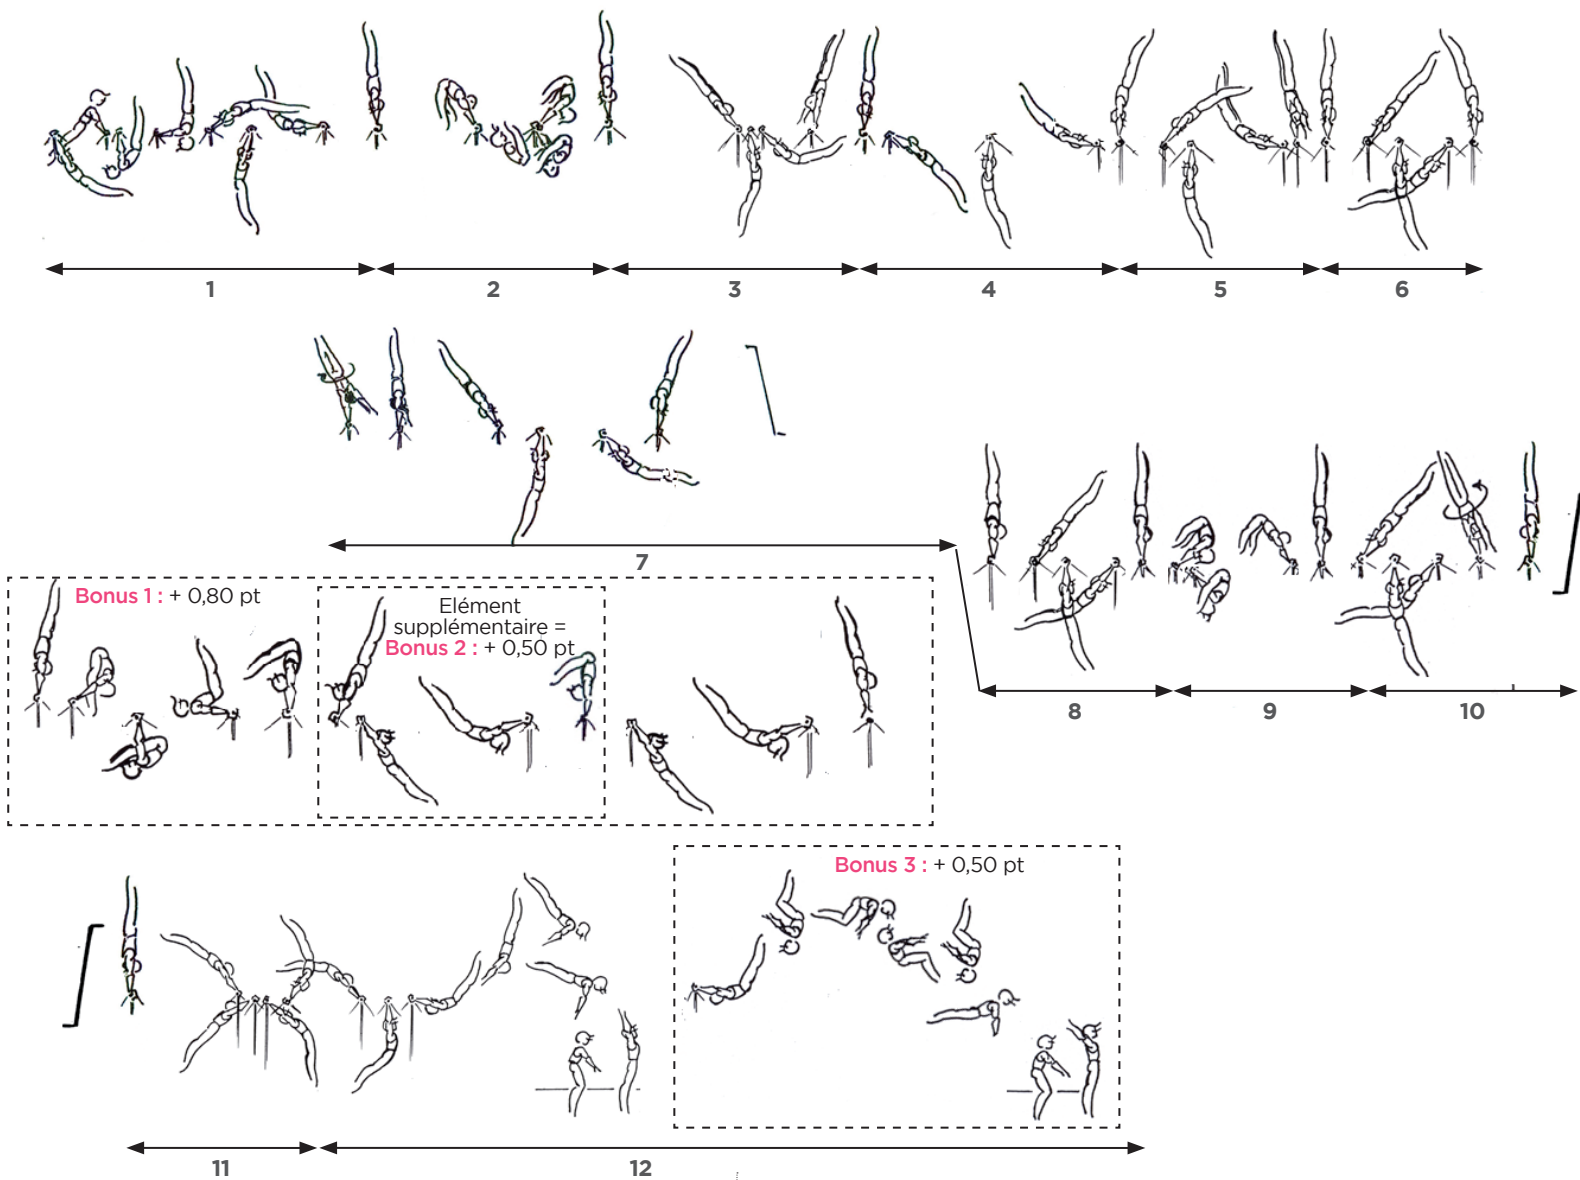 1 2 3 4 5 6
7
Bonus 1 : + 0,80 pt
Elément
supplémentaire =
Bonus 2 : + 0,50 pt
8 9 10
Bonus 3 : + 0,50 pt
11 12